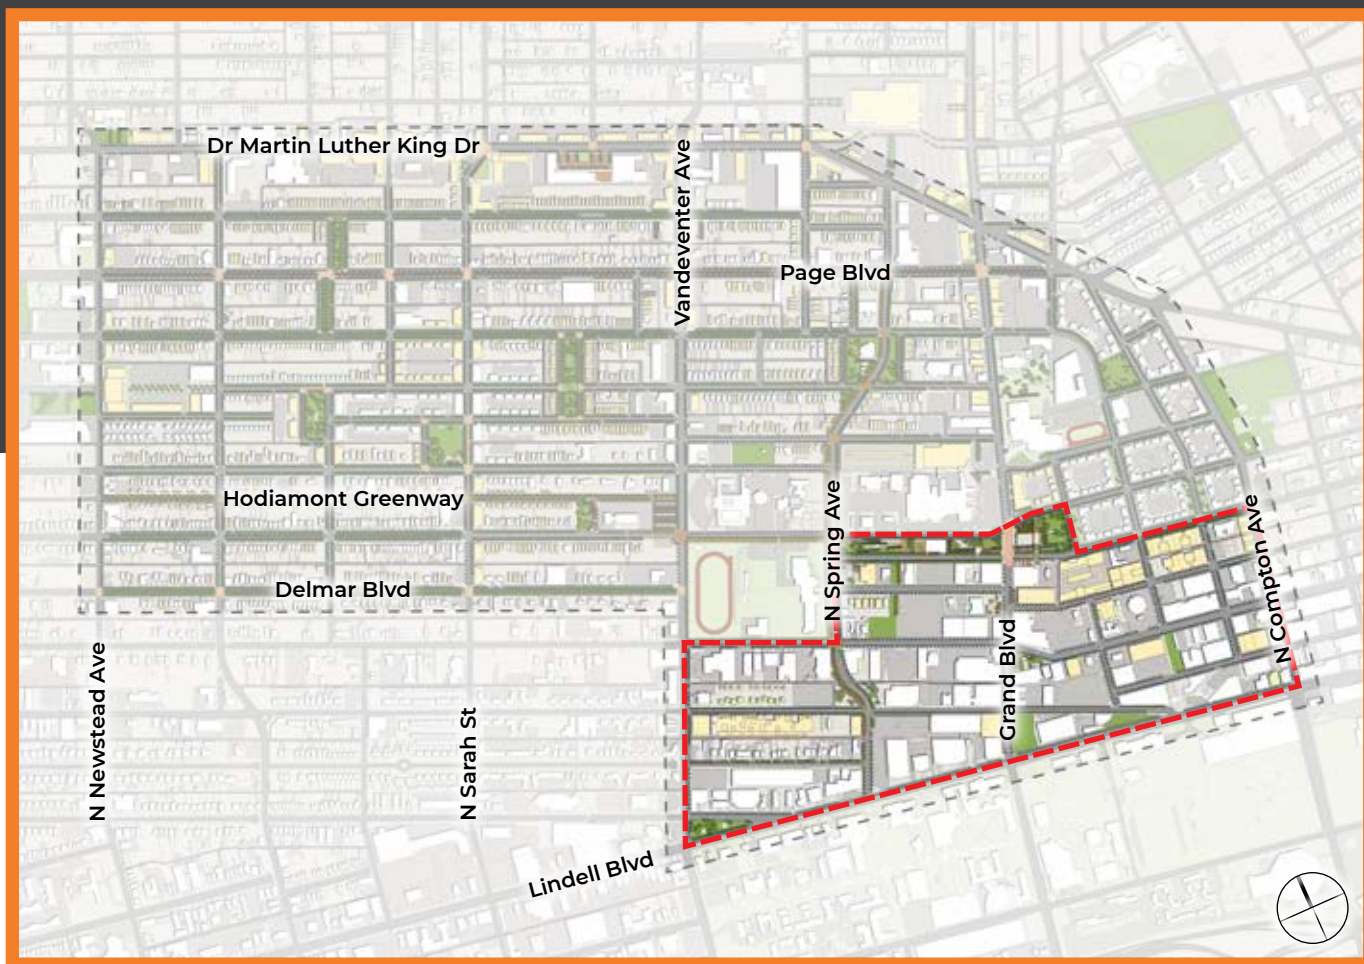 Dr Martin Luther King Dr
Vandeventer Ave
Page Blvd
Hodiamont Greenway
N Spring Ave
N Compton Ave
Delmar Blvd
Grand Blvd
N Newstead Ave
N Sarah St
Lindell Blvd